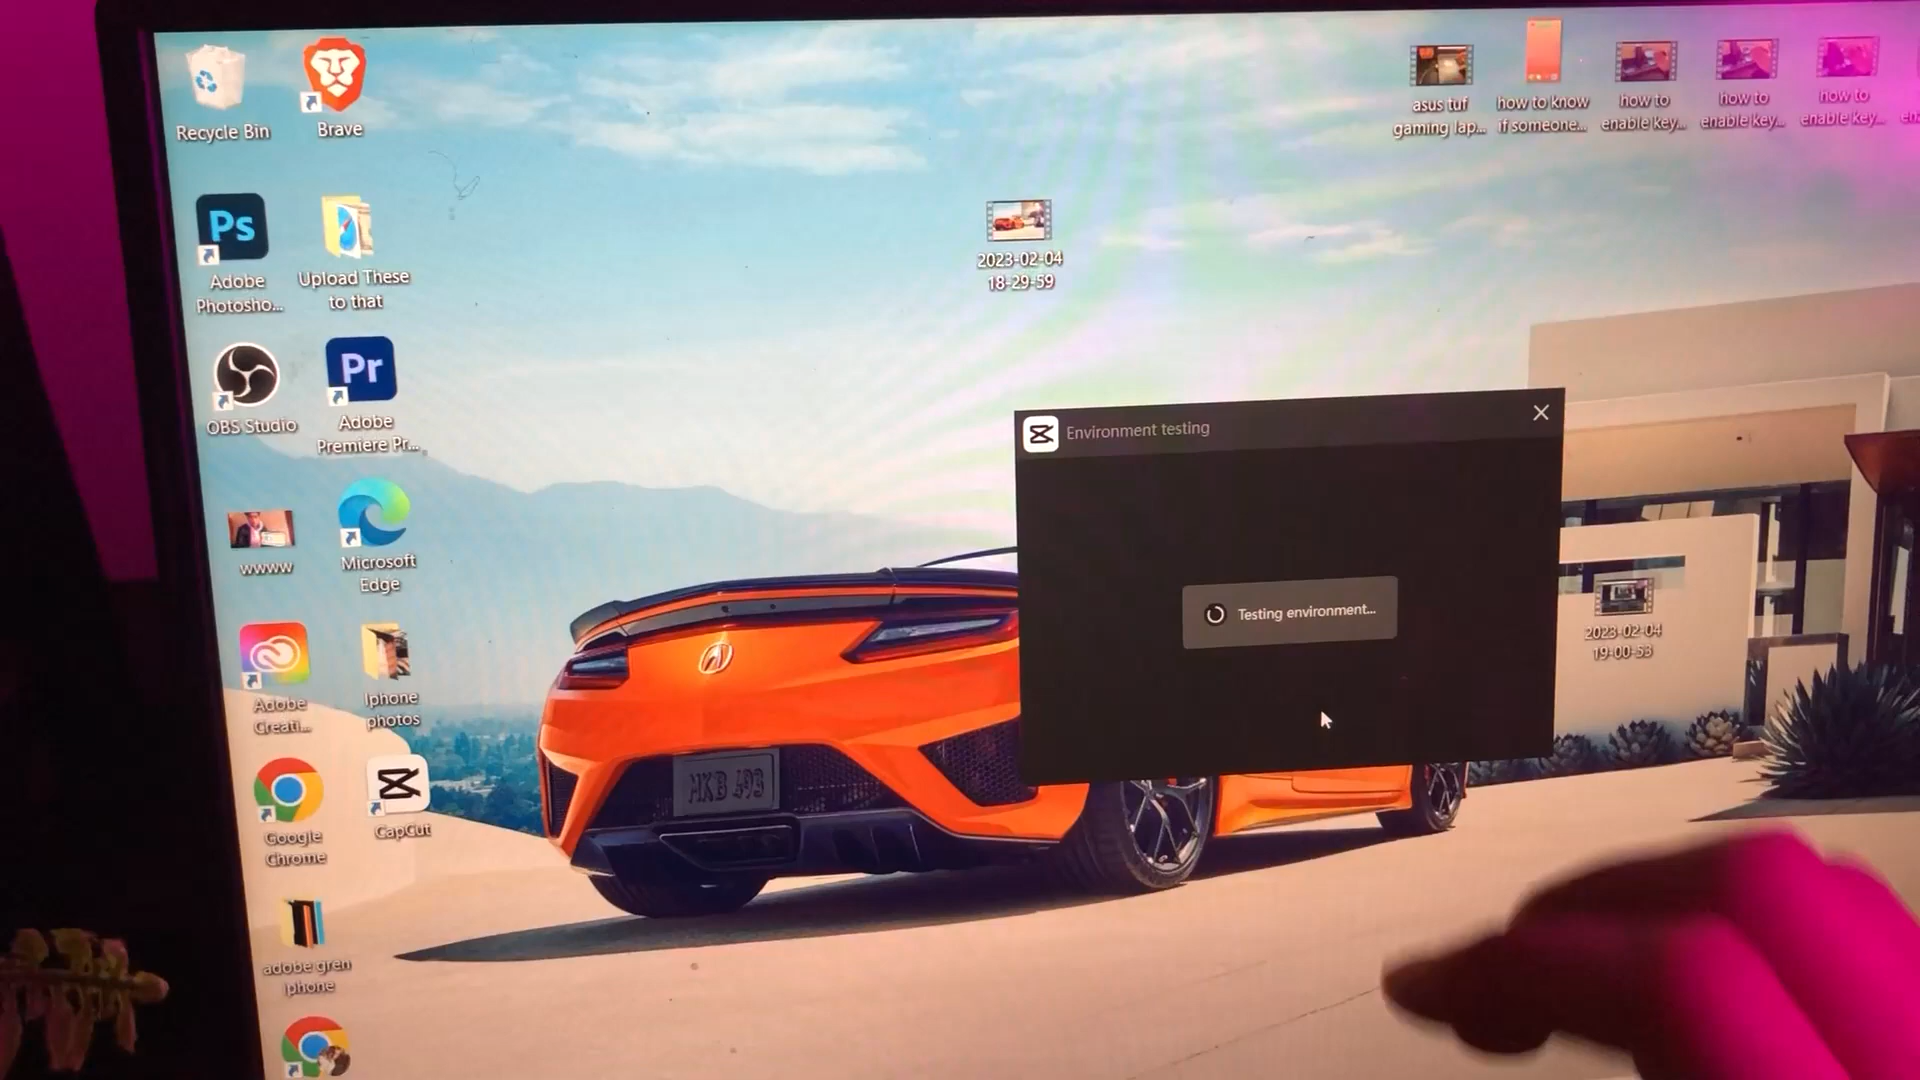 Recycle Bin
Brave
Ps
Adobe
Photosho...
Upload These
to that
OBS Studio
Pr
Adobe
Premiere Pr...
wwww
Microsoft
Edge
Adobe
Creati...
Iphone
photos
Google
Chrome
CapCut
adobe gren
iphone
2023-02-04
18-29-59
asus tuf
gaming lap...
how to know
if someone...
how to
enable key...
how to
enable key...
how to
enable key...
Environment testing
Testing environment...
2023-02-04
19-00-53